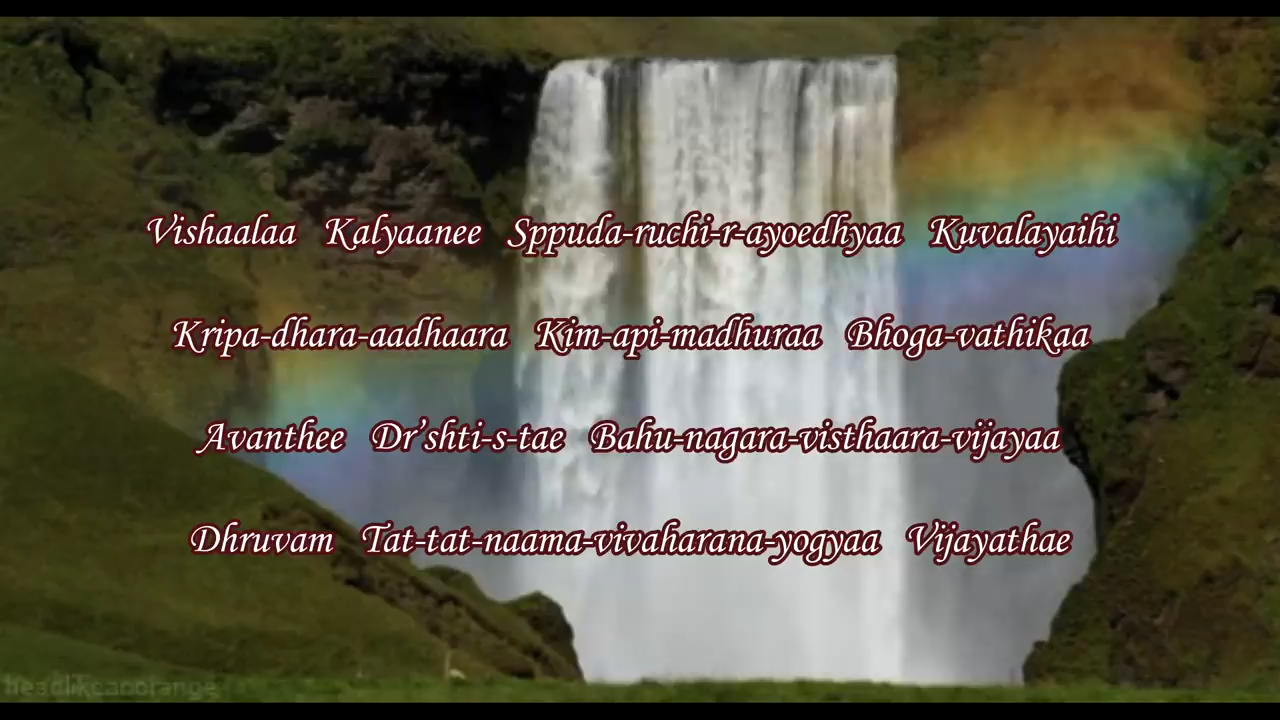 Vishaalaa Kalyaanee Sppuda-ruchi-r-ayoedhyaa Kuvalayaihi
Kripa-dhara-aadhaara Kim-api-madhuraa Bhoga-vathikaa
Avanthee Dr'shti-s-tae Bahu-nagara-visthaara-vijayaa
Dhruvam Tat-tat-naama-vivaharana-yogyaa Vijayathae